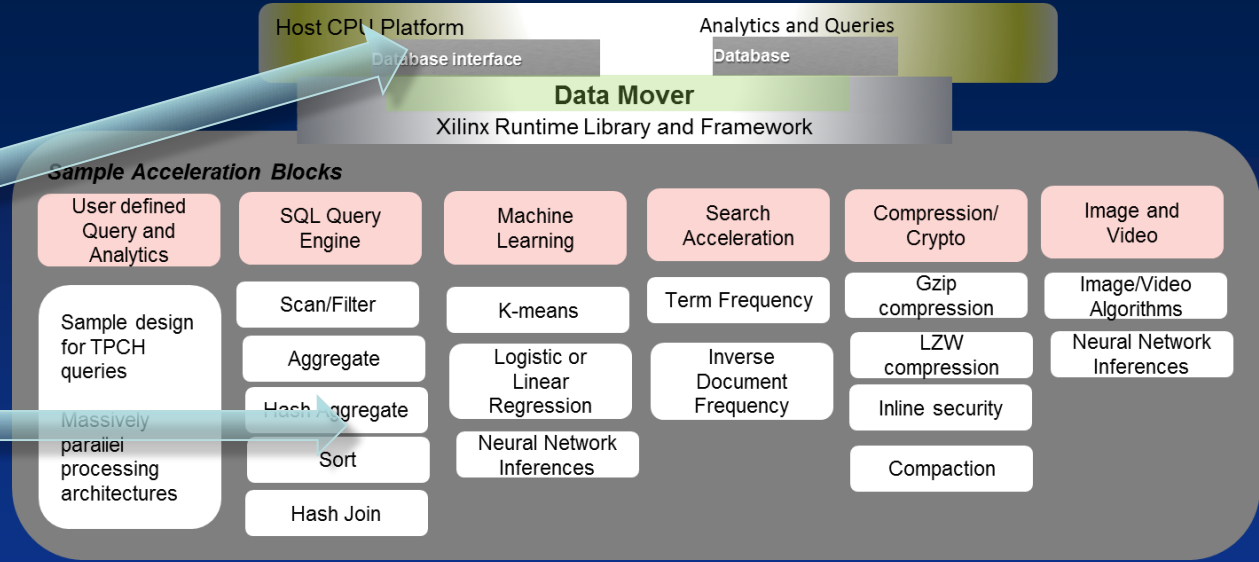 Host CPU Platform
Analytics and Queries
Database interface
Database
Data Mover
Xilinx Runtime Library and Framework
Sample Acceleration Blocks
User defined
Query and
Analytics
SQL Query
Engine
Machine
Learning
Search
Acceleration
Compression/
Crypto
Image and
Video
Sample design
for TPCH
queries
Massively
parallel
processing
architectures
Scan/Filter
Aggregate
Hash Aggregate
Sort
Hash Join
K-means
Logistic or
Linear
Regression
Neural Network
Inferences
Term Frequency
Inverse
Document
Frequency
Gzip
compression
LZW
compression
Inline security
Compaction
Image/Video
Algorithms
Neural Network
Inferences